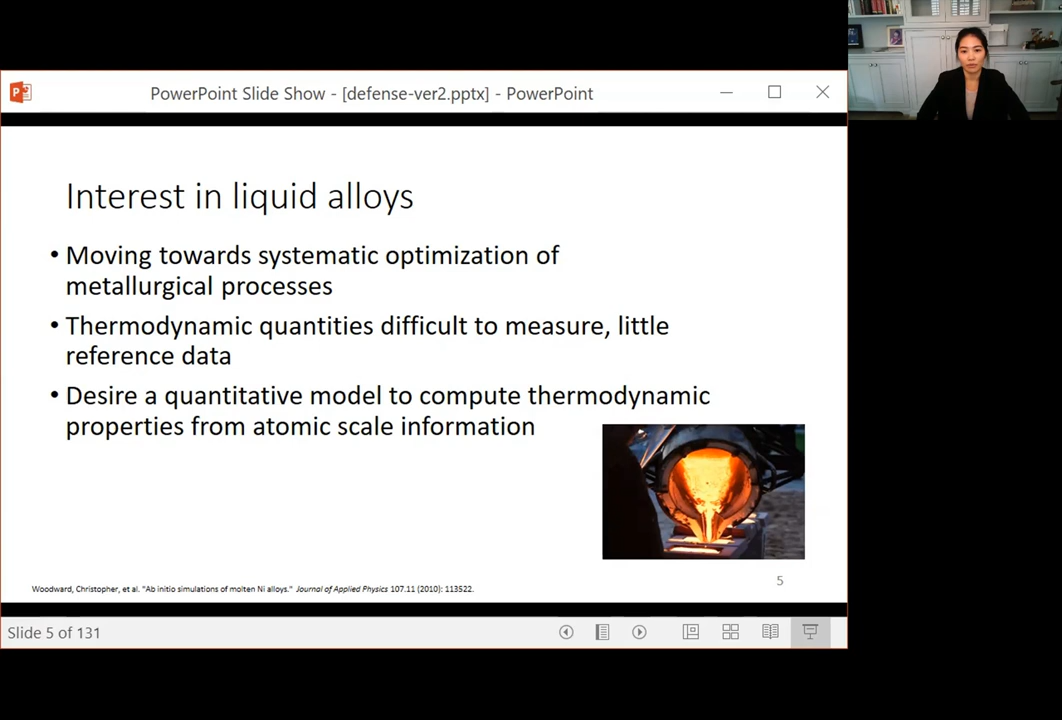 PowerPoint Slide Show - [defense-ver2.pptx] - PowerPoint
Interest in liquid alloys
• Moving towards systematic optimization of
metallurgical processes
• Thermodynamic quantities difficult to measure, little
reference data
• Desire a quantitative model to compute thermodynamic
properties from atomic scale information
5
Woodward, Christopher, et al. "Ab initio simulations of molten Ni alloys." Journal of Applied Physics 107.11 (2010): 113522.
Slide 5 of 131